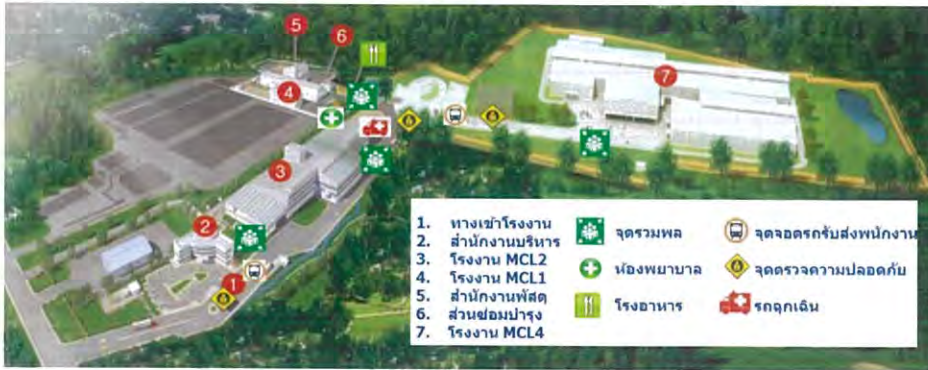 5
6
4
7
3
2
1
1. ทางเข้าโรงงาน
2. สำนักงานบริหาร
3. โรงงาน MCL2
4. โรงงาน MCL1
5. สำนักงานพัสดุ
6. ส่วนซ่อมบำรุง
7. โรงงาน MCL4
จุดรวมพล
ห้องพยาบาล
โรงอาหาร
จุดจอดรถรับส่งพนักงาน
จุดตรวจความปลอดภัย
รถฉุกเฉิน